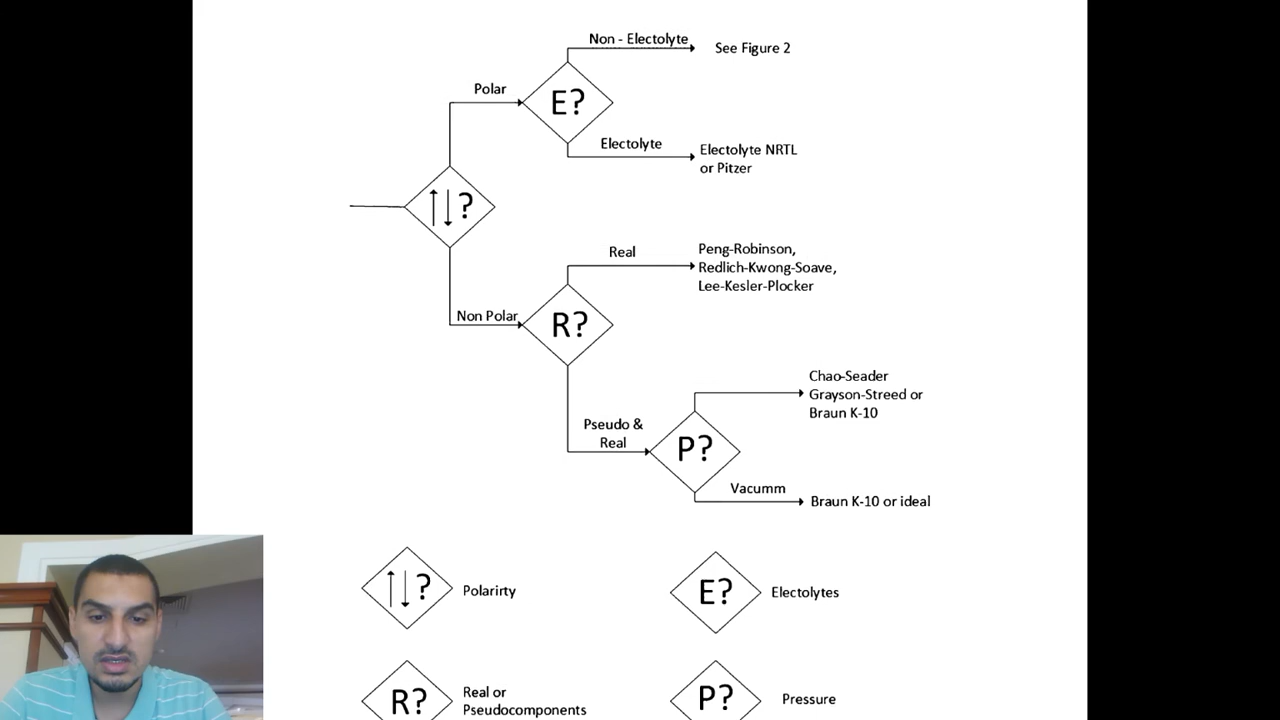 Non - Electolyte
See Figure 2
Polar
E?
Electolyte
Electolyte NRTL
or Pitzer
↑↓?
Real
Peng-Robinson,
Redlich-Kwong-Soave,
Lee-Kesler-Plocker
Non Polar
R?
Chao-Seader
Grayson-Streed or
Braun K-10
Pseudo &
Real
P?
Vacumm
Braun K-10 or ideal
↑↓?
Polarirty
E?
Electolytes
R?
Real or
Pseudocomponents
P?
Pressure